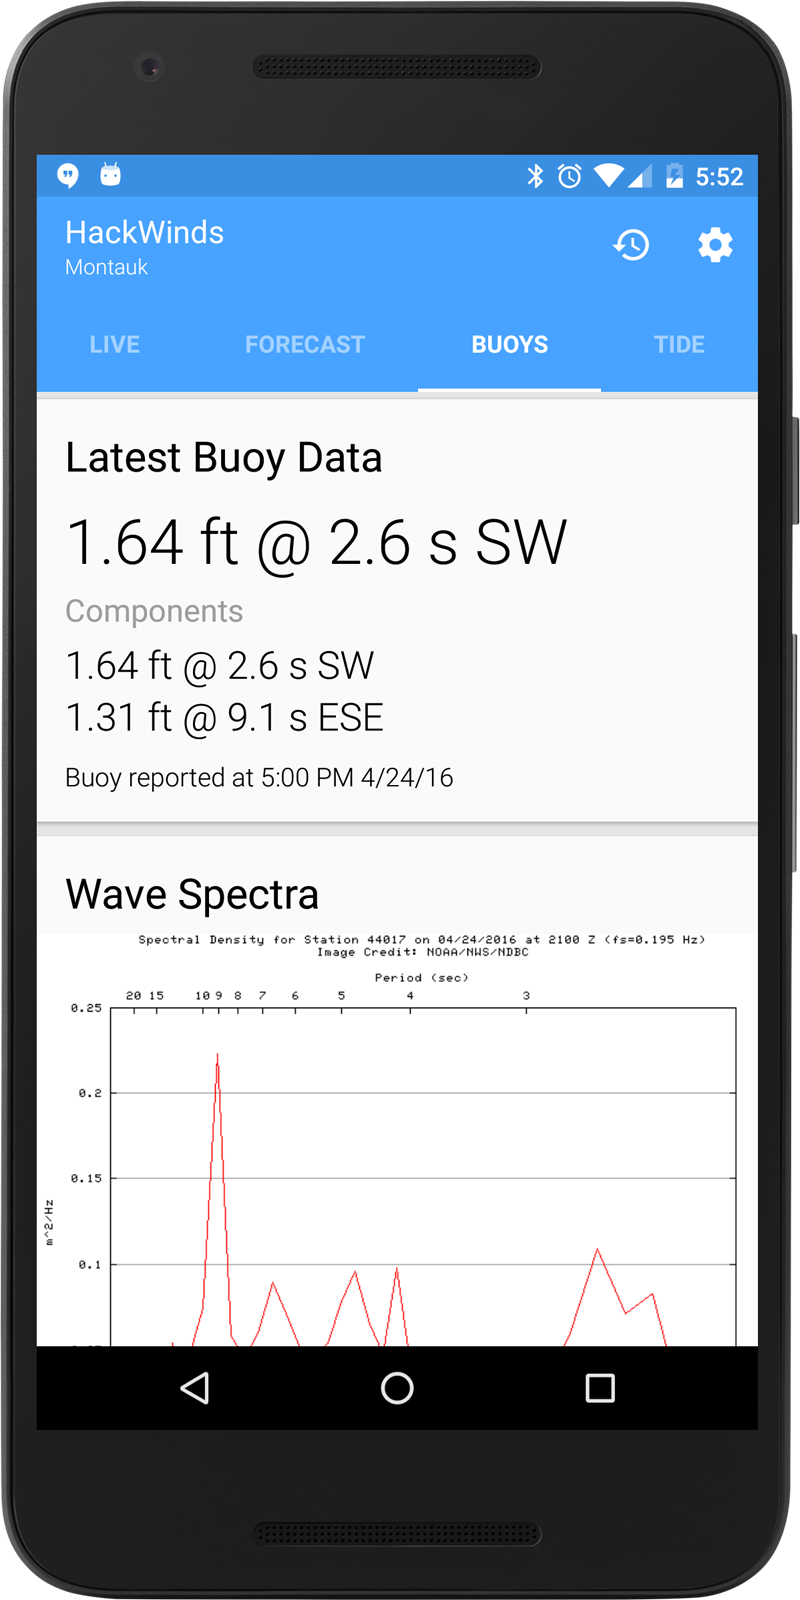 5:52
HackWinds
Montauk
LIVE FORECAST BUOYS TIDE
Latest Buoy Data
1.64 ft @ 2.6 s SW
Components
1.64 ft @ 2.6 s SW
1.31 ft @ 9.1 s ESE
Buoy reported at 5:00 PM 4/24/16
Wave Spectra
Spectral Density for Station 44017 on 04/24/2016 at 2100 Z (fs=0.195 Hz)
Image Credit: NOAA/NWS/NDBC
Period (sec)
20 15 10 9 8 7 6 5 4 3
0.25
0.2
0.15
m^2/Hz
0.1